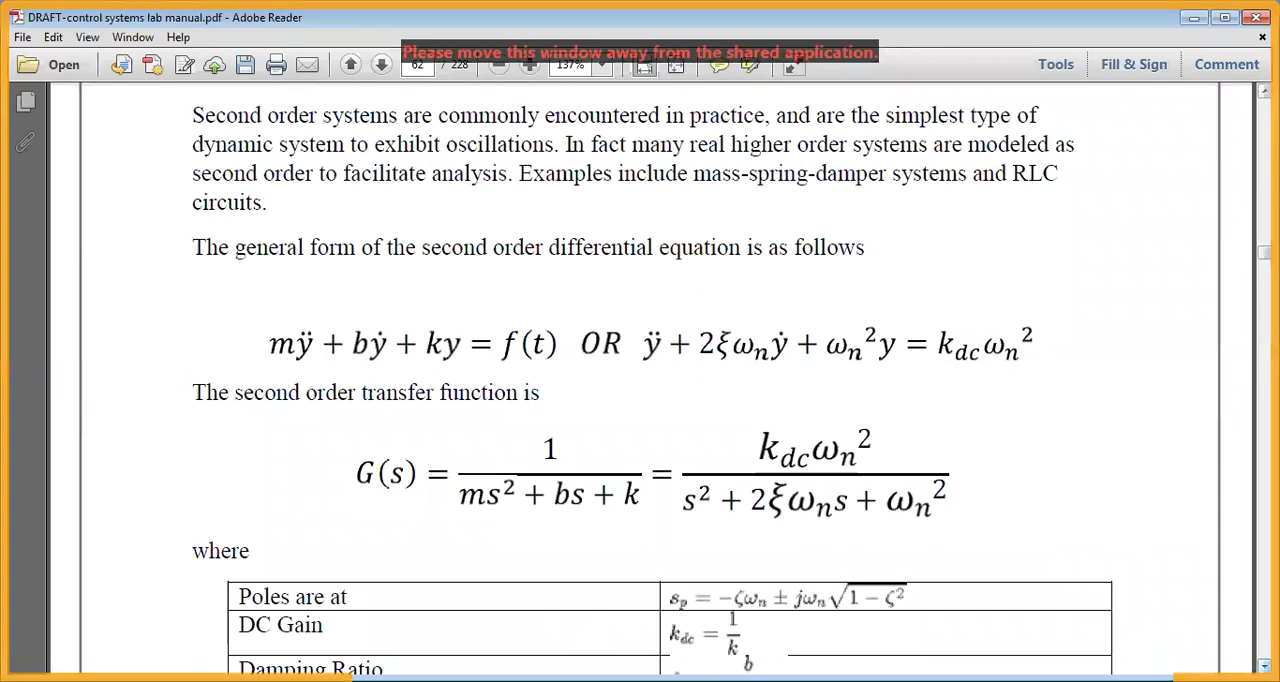 DRAFT-control systems lab manual.pdf - Adobe Reader
File Edit View Window Help
Please move this window away from the shared application.
Open 62 / 228 137% Tools Fill & Sign Comment
Second order systems are commonly encountered in practice, and are the simplest type of
dynamic system to exhibit oscillations. In fact many real higher order systems are modeled as
second order to facilitate analysis. Examples include mass-spring-damper systems and RLC
circuits.
The general form of the second order differential equation is as follows
mÿ + bẏ + ky = f(t) OR ÿ + 2ξωₙẏ + ωₙ²y = k_dc ωₙ²
The second order transfer function is
G(s) = 1 / (ms² + bs + k) = k_dc ωₙ² / (s² + 2ξωₙs + ωₙ²)
where
Poles are at s_p = −ζωₙ ± jωₙ√(1 − ζ²)
DC Gain k_dc = 1/k
Damping Ratio b